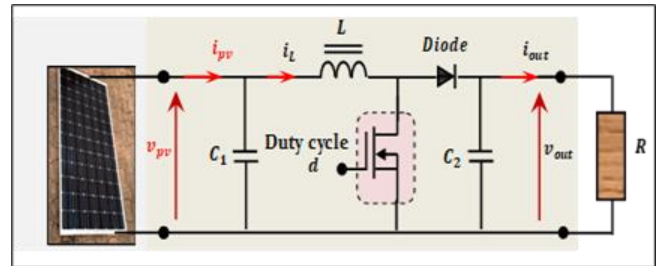 L
Diode
i_pv
i_L
i_out
v_pv
C_1
Duty cycle
d
C_2
v_out
R